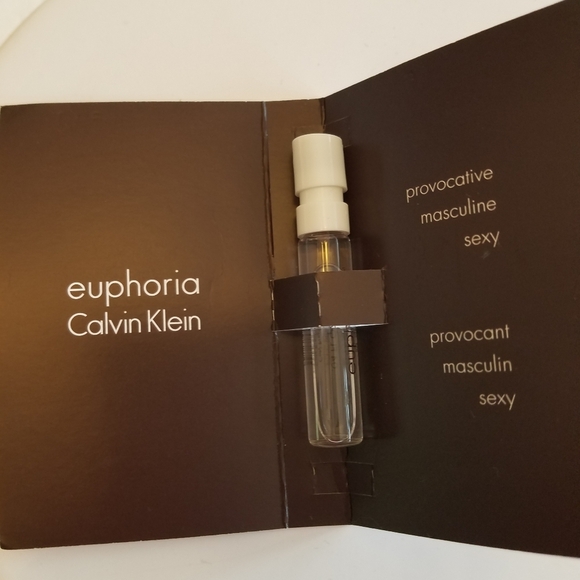 euphoria
Calvin Klein
provocative
masculine
sexy
provocant
masculin
sexy